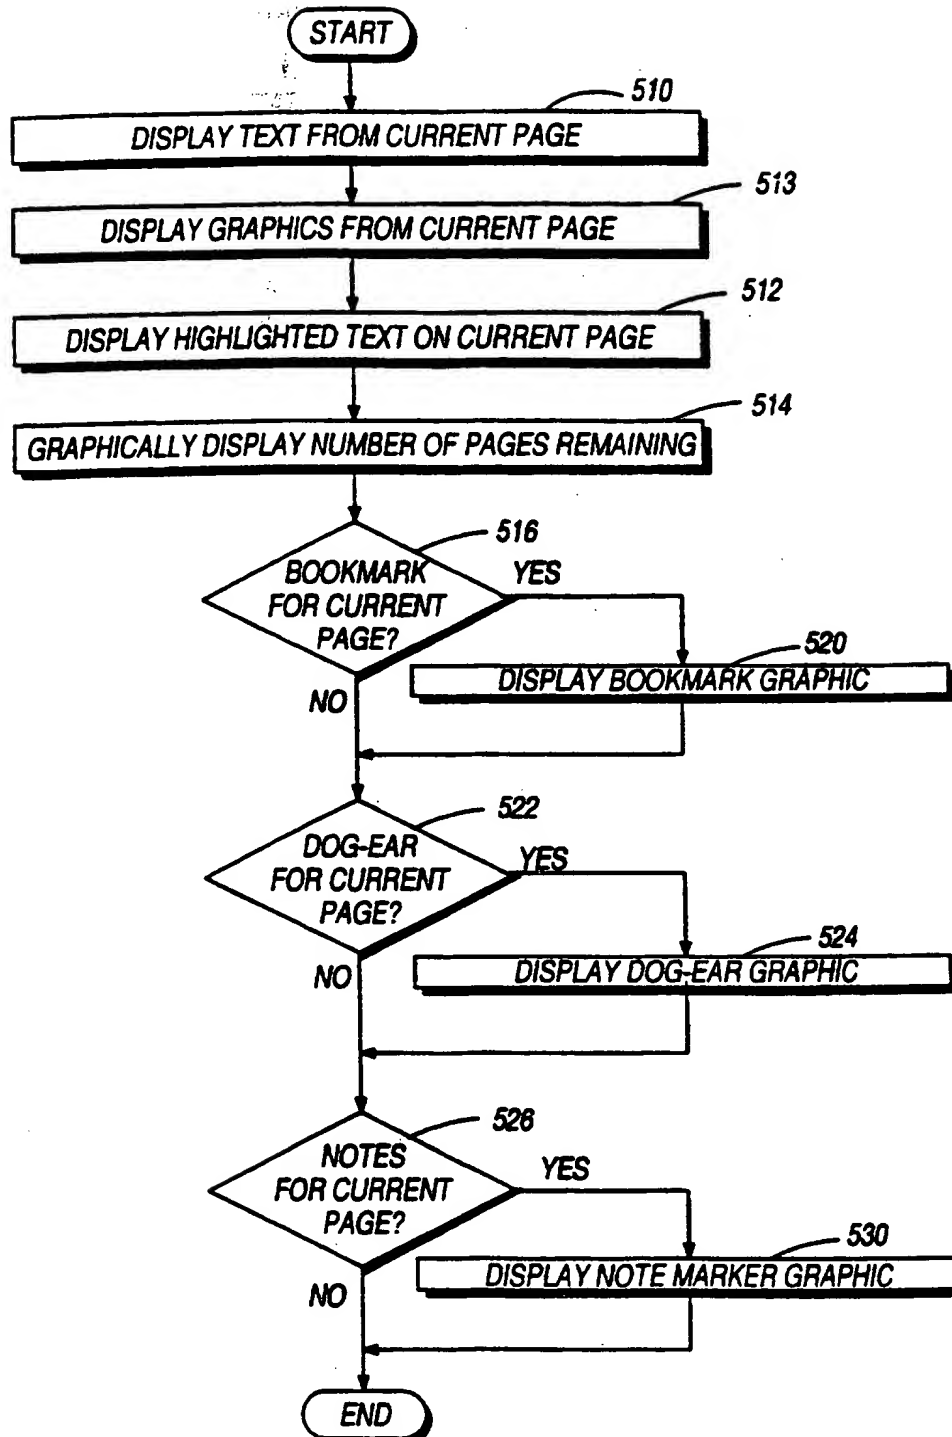 START
510
DISPLAY TEXT FROM CURRENT PAGE
513
DISPLAY GRAPHICS FROM CURRENT PAGE
512
DISPLAY HIGHLIGHTED TEXT ON CURRENT PAGE
514
GRAPHICALLY DISPLAY NUMBER OF PAGES REMAINING
516
BOOKMARK
FOR CURRENT
PAGE?
YES
520
DISPLAY BOOKMARK GRAPHIC
NO
522
DOG-EAR
FOR CURRENT
PAGE?
YES
524
DISPLAY DOG-EAR GRAPHIC
NO
526
NOTES
FOR CURRENT
PAGE?
YES
530
DISPLAY NOTE MARKER GRAPHIC
NO
END